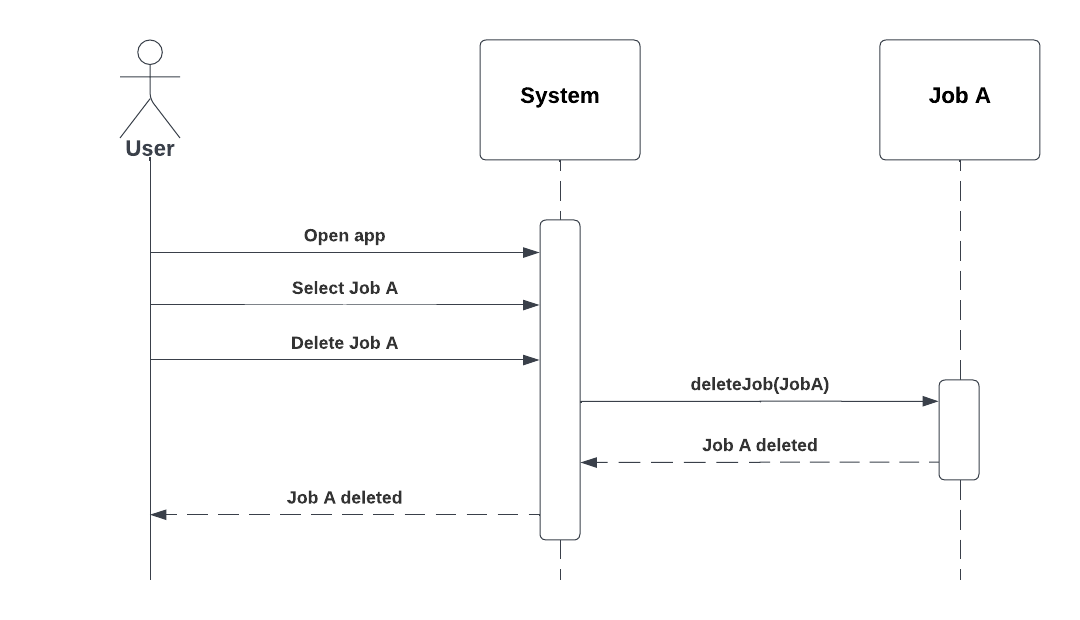 User
System
Job A
Open app
Select Job A
Delete Job A
deleteJob(JobA)
Job A deleted
Job A deleted